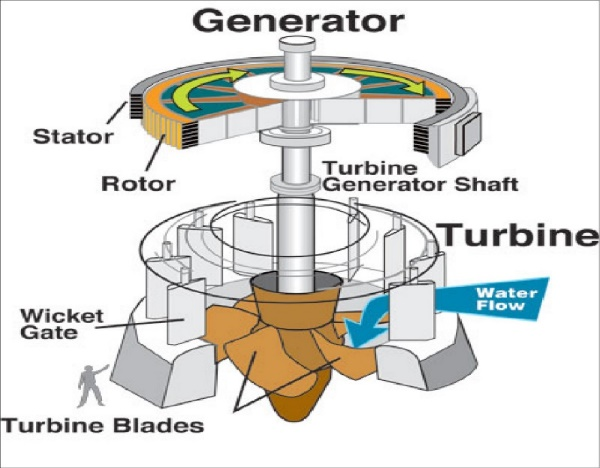 Generator
Stator
Rotor
Turbine
Generator Shaft
Turbine
Water
Flow
Wicket
Gate
Turbine Blades